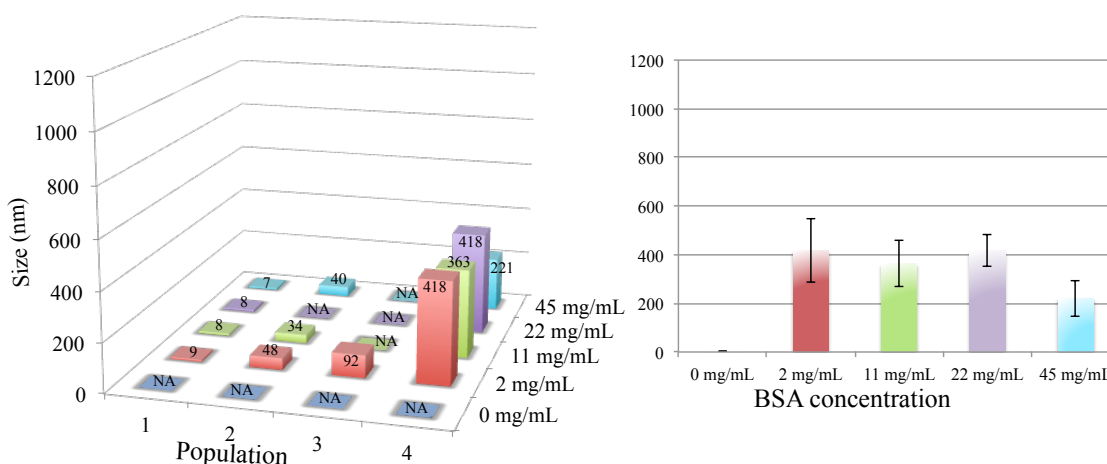 1200
1000
800
600
400
200
0
Size (nm)
7
40
NA
221
8
NA
NA
418
8
34
NA
363
9
48
92
418
NA
NA
NA
NA
45 mg/mL
22 mg/mL
11 mg/mL
2 mg/mL
0 mg/mL
1
2
3
4
Population
1200
1000
800
600
400
200
0
0 mg/mL 2 mg/mL 11 mg/mL 22 mg/mL 45 mg/mL
BSA concentration